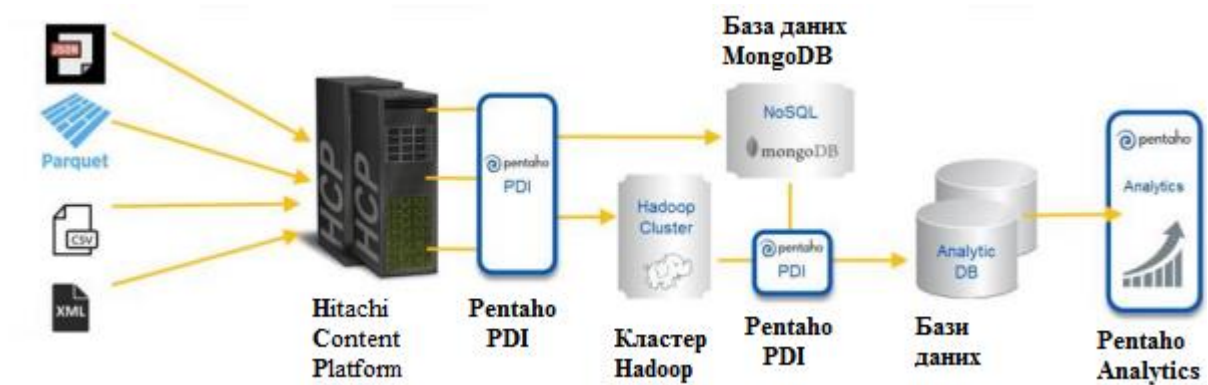 JSON
Parquet
CSV
XML
HCP
HCP
Hitachi
Content
Platform
pentaho
PDI
Pentaho
PDI
База даних
MongoDB
NoSQL
mongoDB
Hadoop
Cluster
Кластер
Hadoop
pentaho
PDI
Pentaho
PDI
Analytic
DB
Бази
даних
pentaho
Analytics
Pentaho
Analytics